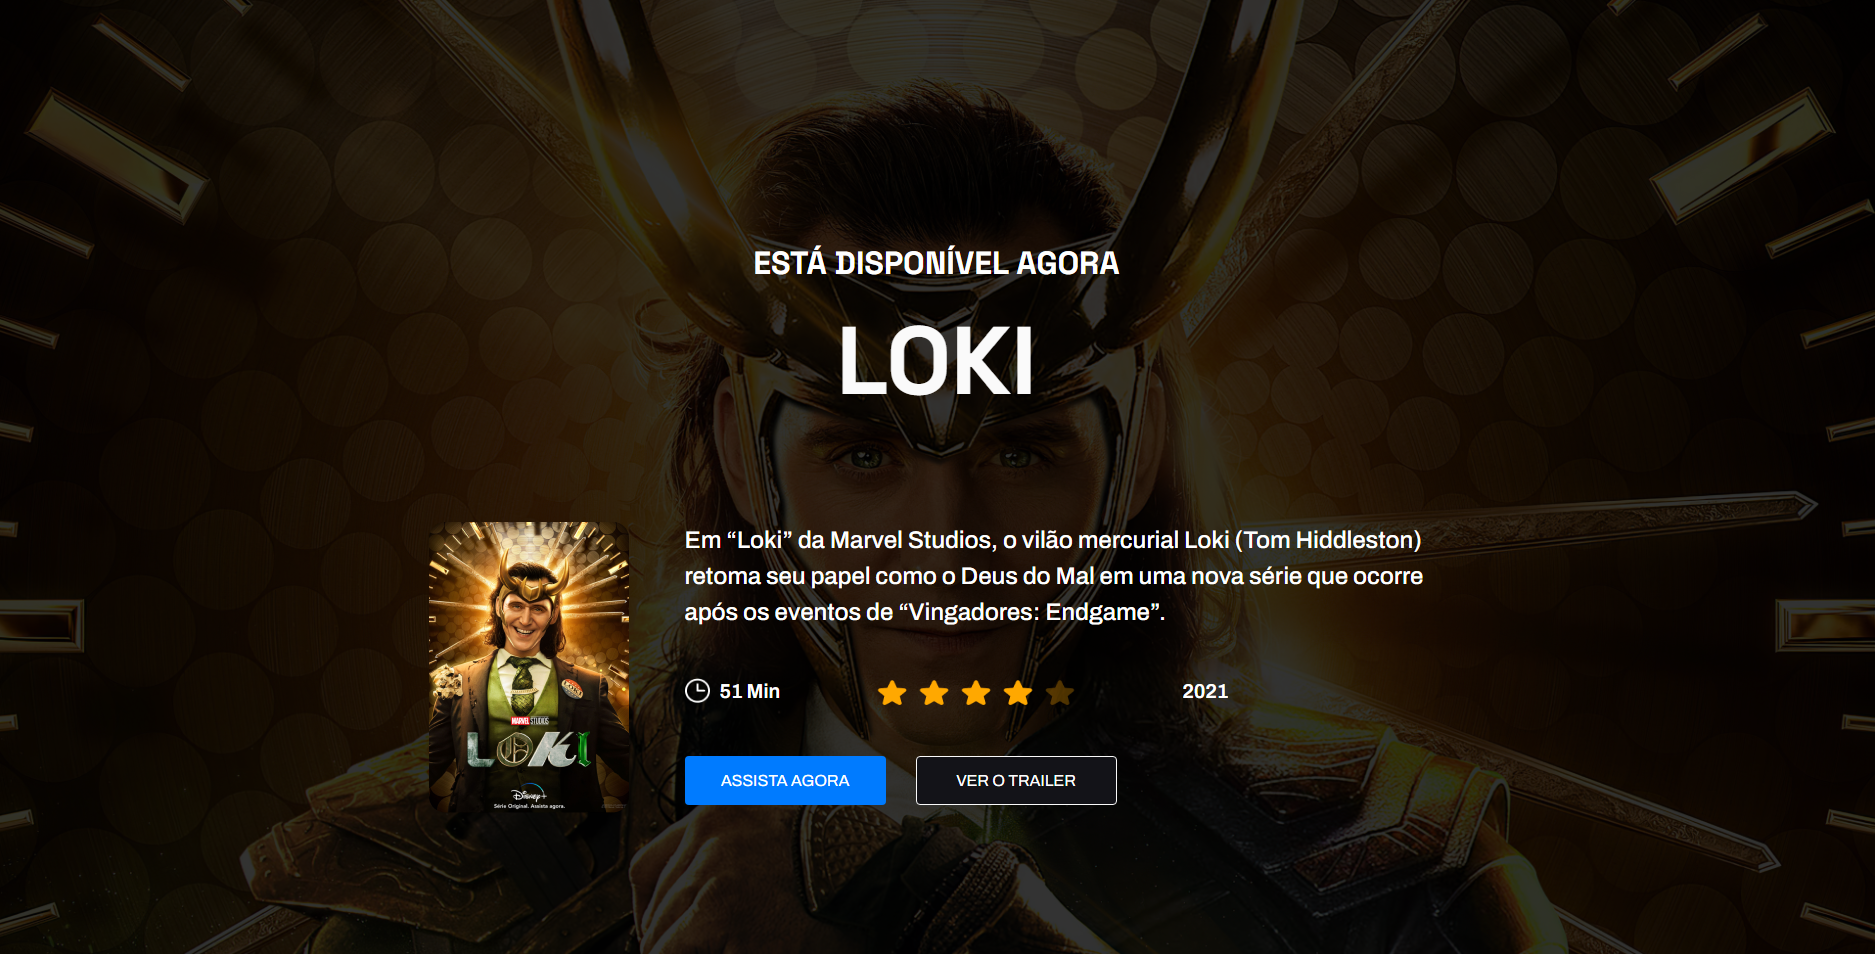 ESTÁ DISPONÍVEL AGORA
LOKI
Em “Loki” da Marvel Studios, o vilão mercurial Loki (Tom Hiddleston)
retoma seu papel como o Deus do Mal em uma nova série que ocorre
após os eventos de “Vingadores: Endgame”.
51 Min
2021
ASSISTA AGORA
VER O TRAILER
MARVEL STUDIOS
LOKI
Disney+
Série Original. Assista agora.